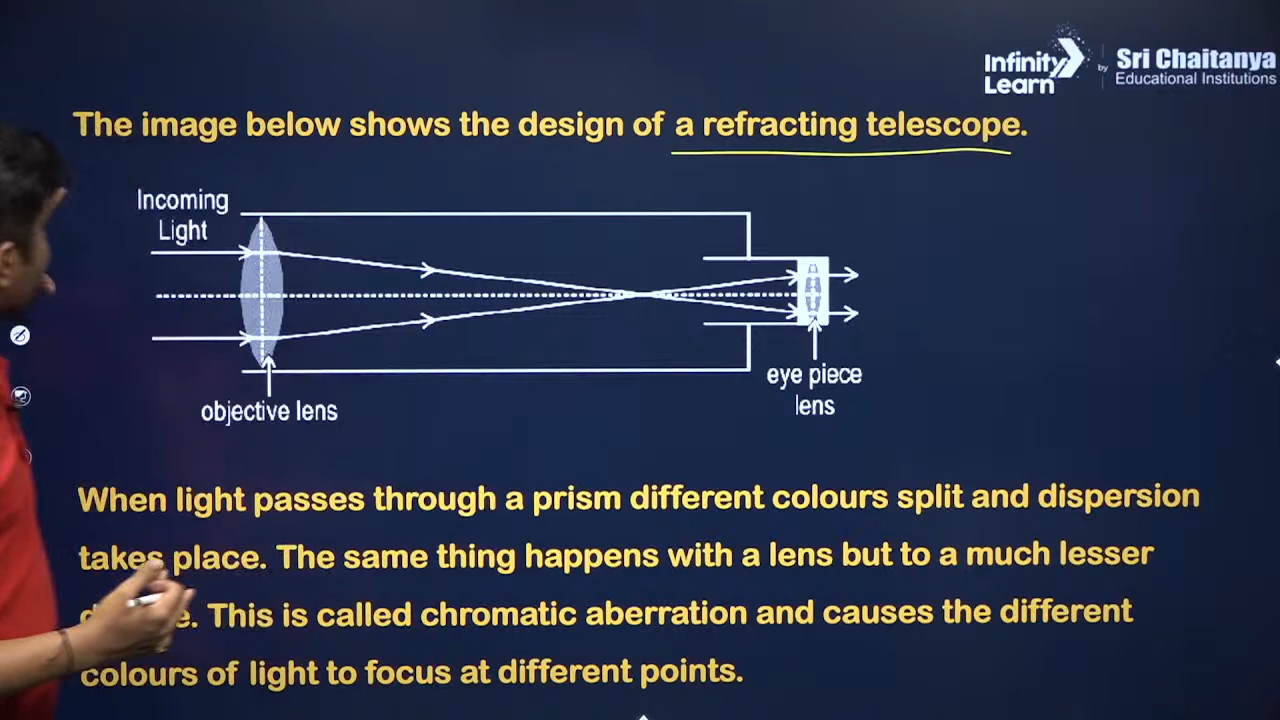 Infinity Learn by Sri Chaitanya Educational Institutions
The image below shows the design of a refracting telescope.
Incoming
Light
objective lens
eye piece
lens
When light passes through a prism different colours split and dispersion
takes place. The same thing happens with a lens but to a much lesser
This is called chromatic aberration and causes the different
colours of light to focus at different points.